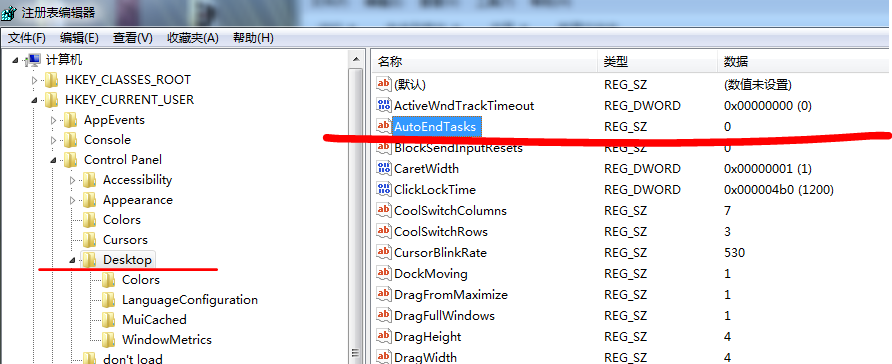 注册表编辑器
文件(F) 编辑(E) 查看(V) 收藏夹(A) 帮助(H)
计算机
HKEY_CLASSES_ROOT
HKEY_CURRENT_USER
AppEvents
Console
Control Panel
Accessibility
Appearance
Colors
Cursors
Desktop
Colors
LanguageConfiguration
MuiCached
WindowMetrics
don't load
名称 类型 数据
(默认) REG_SZ (数值未设置)
ActiveWndTrackTimeout REG_DWORD 0x00000000 (0)
AutoEndTasks REG_SZ 0
BlockSendInputResets REG_SZ 0
CaretWidth REG_DWORD 0x00000001 (1)
ClickLockTime REG_DWORD 0x000004b0 (1200)
CoolSwitchColumns REG_SZ 7
CoolSwitchRows REG_SZ 3
CursorBlinkRate REG_SZ 530
DockMoving REG_SZ 1
DragFromMaximize REG_SZ 1
DragFullWindows REG_SZ 1
DragHeight REG_SZ 4
DragWidth REG_SZ 4